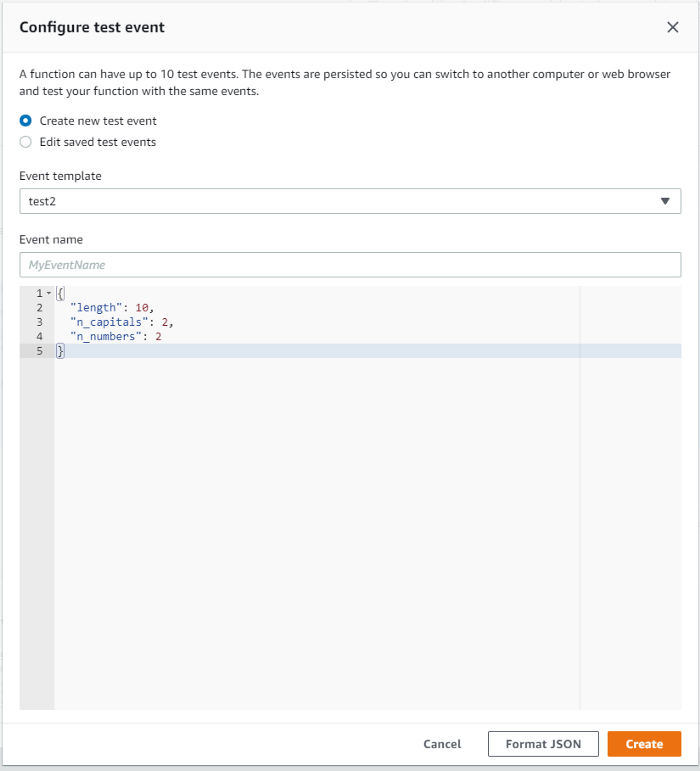 Configure test event
A function can have up to 10 test events. The events are persisted so you can switch to another computer or web browser
and test your function with the same events.
Create new test event
Edit saved test events
Event template
test2
Event name
MyEventName
1 {
2 "length": 10,
3 "n_capitals": 2,
4 "n_numbers": 2
5 }
Cancel Format JSON Create